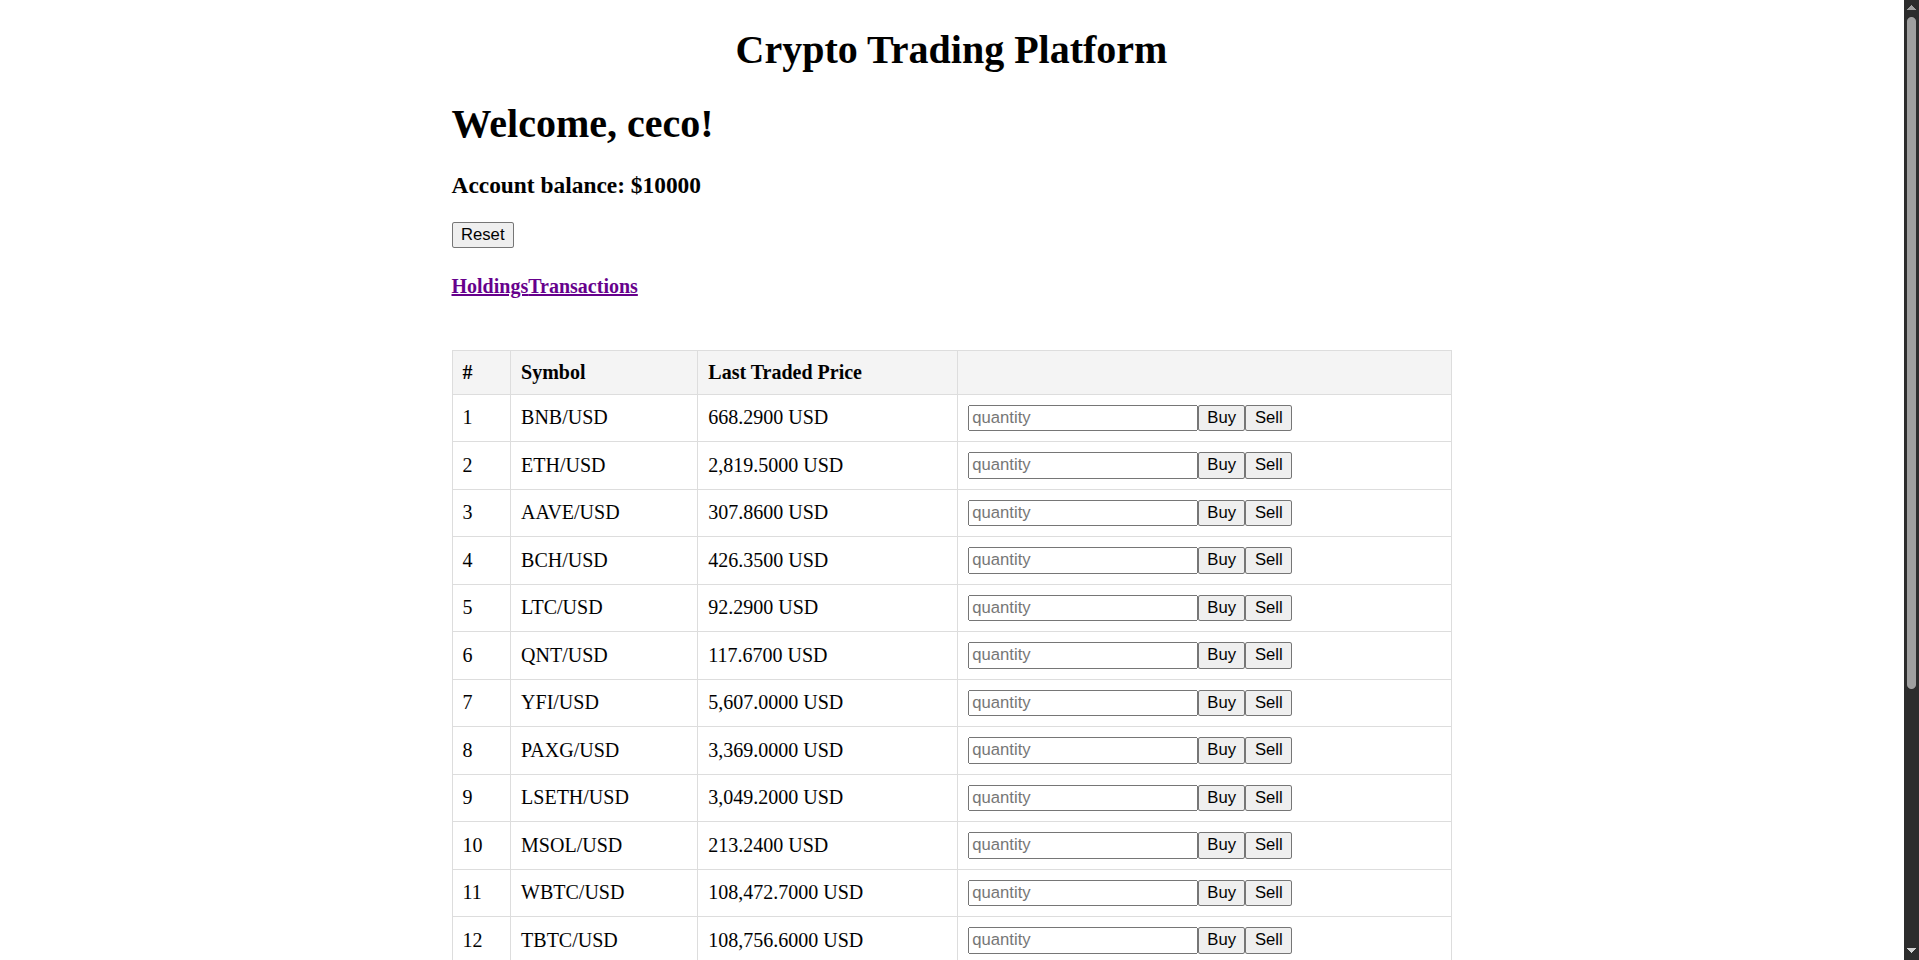 Crypto Trading Platform
Welcome, ceco!
Account balance: $10000
Reset
HoldingsTransactions
# Symbol Last Traded Price
1 BNB/USD 668.2900 USD quantity Buy Sell
2 ETH/USD 2,819.5000 USD quantity Buy Sell
3 AAVE/USD 307.8600 USD quantity Buy Sell
4 BCH/USD 426.3500 USD quantity Buy Sell
5 LTC/USD 92.2900 USD quantity Buy Sell
6 QNT/USD 117.6700 USD quantity Buy Sell
7 YFI/USD 5,607.0000 USD quantity Buy Sell
8 PAXG/USD 3,369.0000 USD quantity Buy Sell
9 LSETH/USD 3,049.2000 USD quantity Buy Sell
10 MSOL/USD 213.2400 USD quantity Buy Sell
11 WBTC/USD 108,472.7000 USD quantity Buy Sell
12 TBTC/USD 108,756.6000 USD quantity Buy Sell